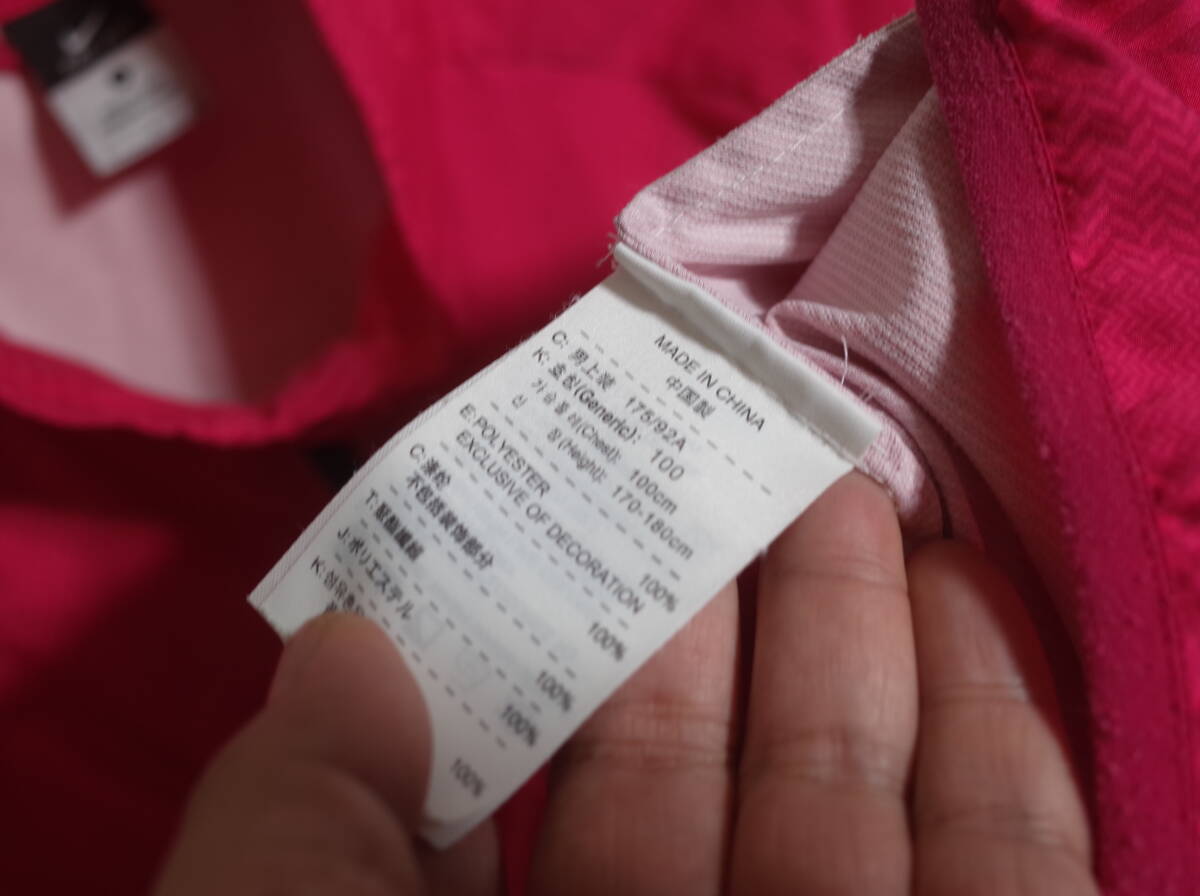 MADE IN CHINA
中国製
C: 男上装 175/92A
K: 호칭(Generic): 100
가슴둘레(Chest): 100cm
신 장(Height): 170-180cm
E:POLYESTER 100%
EXCLUSIVE OF DECORATION
C: 涤纶 100%
不包括装饰部分
T: 聚酯纖維 100%
J:ポリエステル 100%
K: 100%